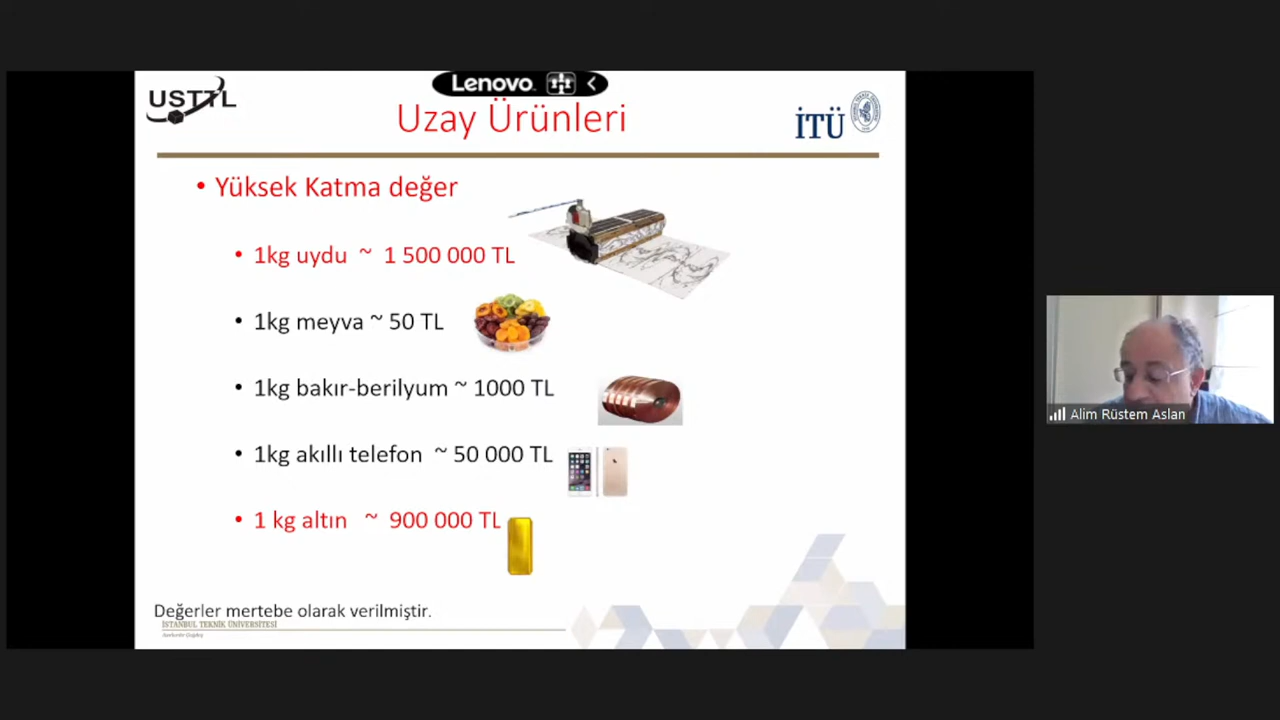 Lenovo
USTTL
Uzay Ürünleri
İTÜ
• Yüksek Katma değer
• 1kg uydu ~ 1 500 000 TL
• 1kg meyva ~ 50 TL
• 1kg bakır-berilyum ~ 1000 TL
• 1kg akıllı telefon ~ 50 000 TL
• 1 kg altın ~ 900 000 TL
Alim Rüstem Aslan
Değerler mertebe olarak verilmiştir.
İSTANBUL TEKNİK ÜNİVERSİTESİ